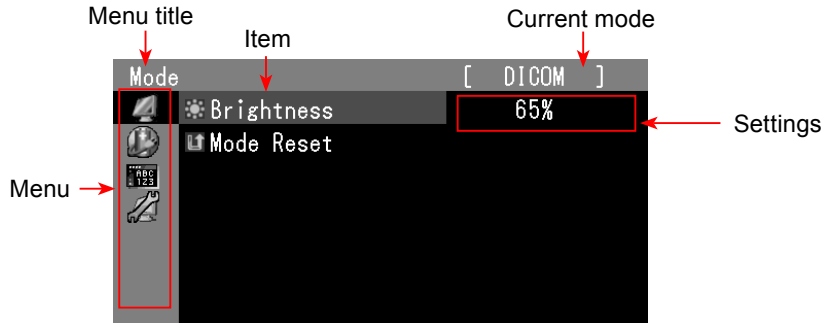 Menu title
Current mode
Item
Mode [ DICOM ]
Brightness 65%
Settings
Mode Reset
ABC
123
Menu